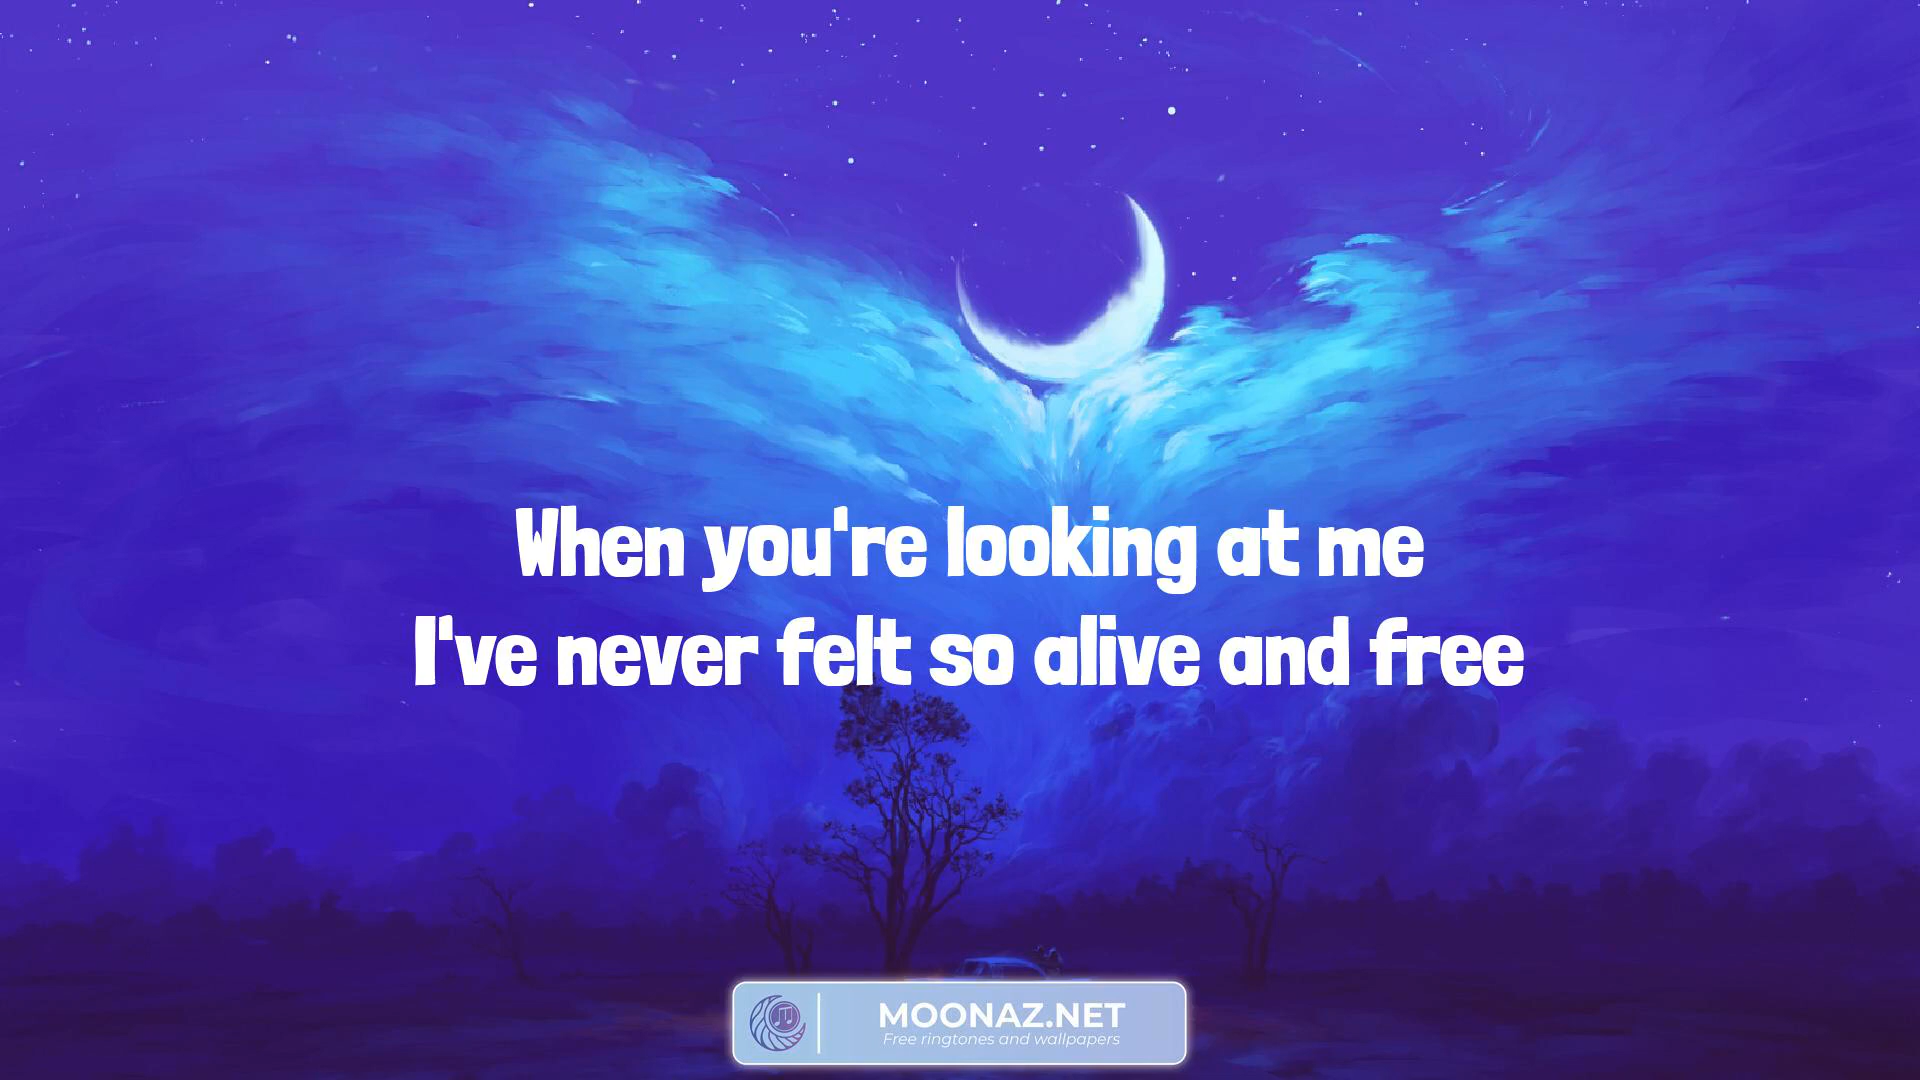 When you're looking at me
I've never felt so alive and free
MOONAZ.NET
Free ringtones and wallpapers